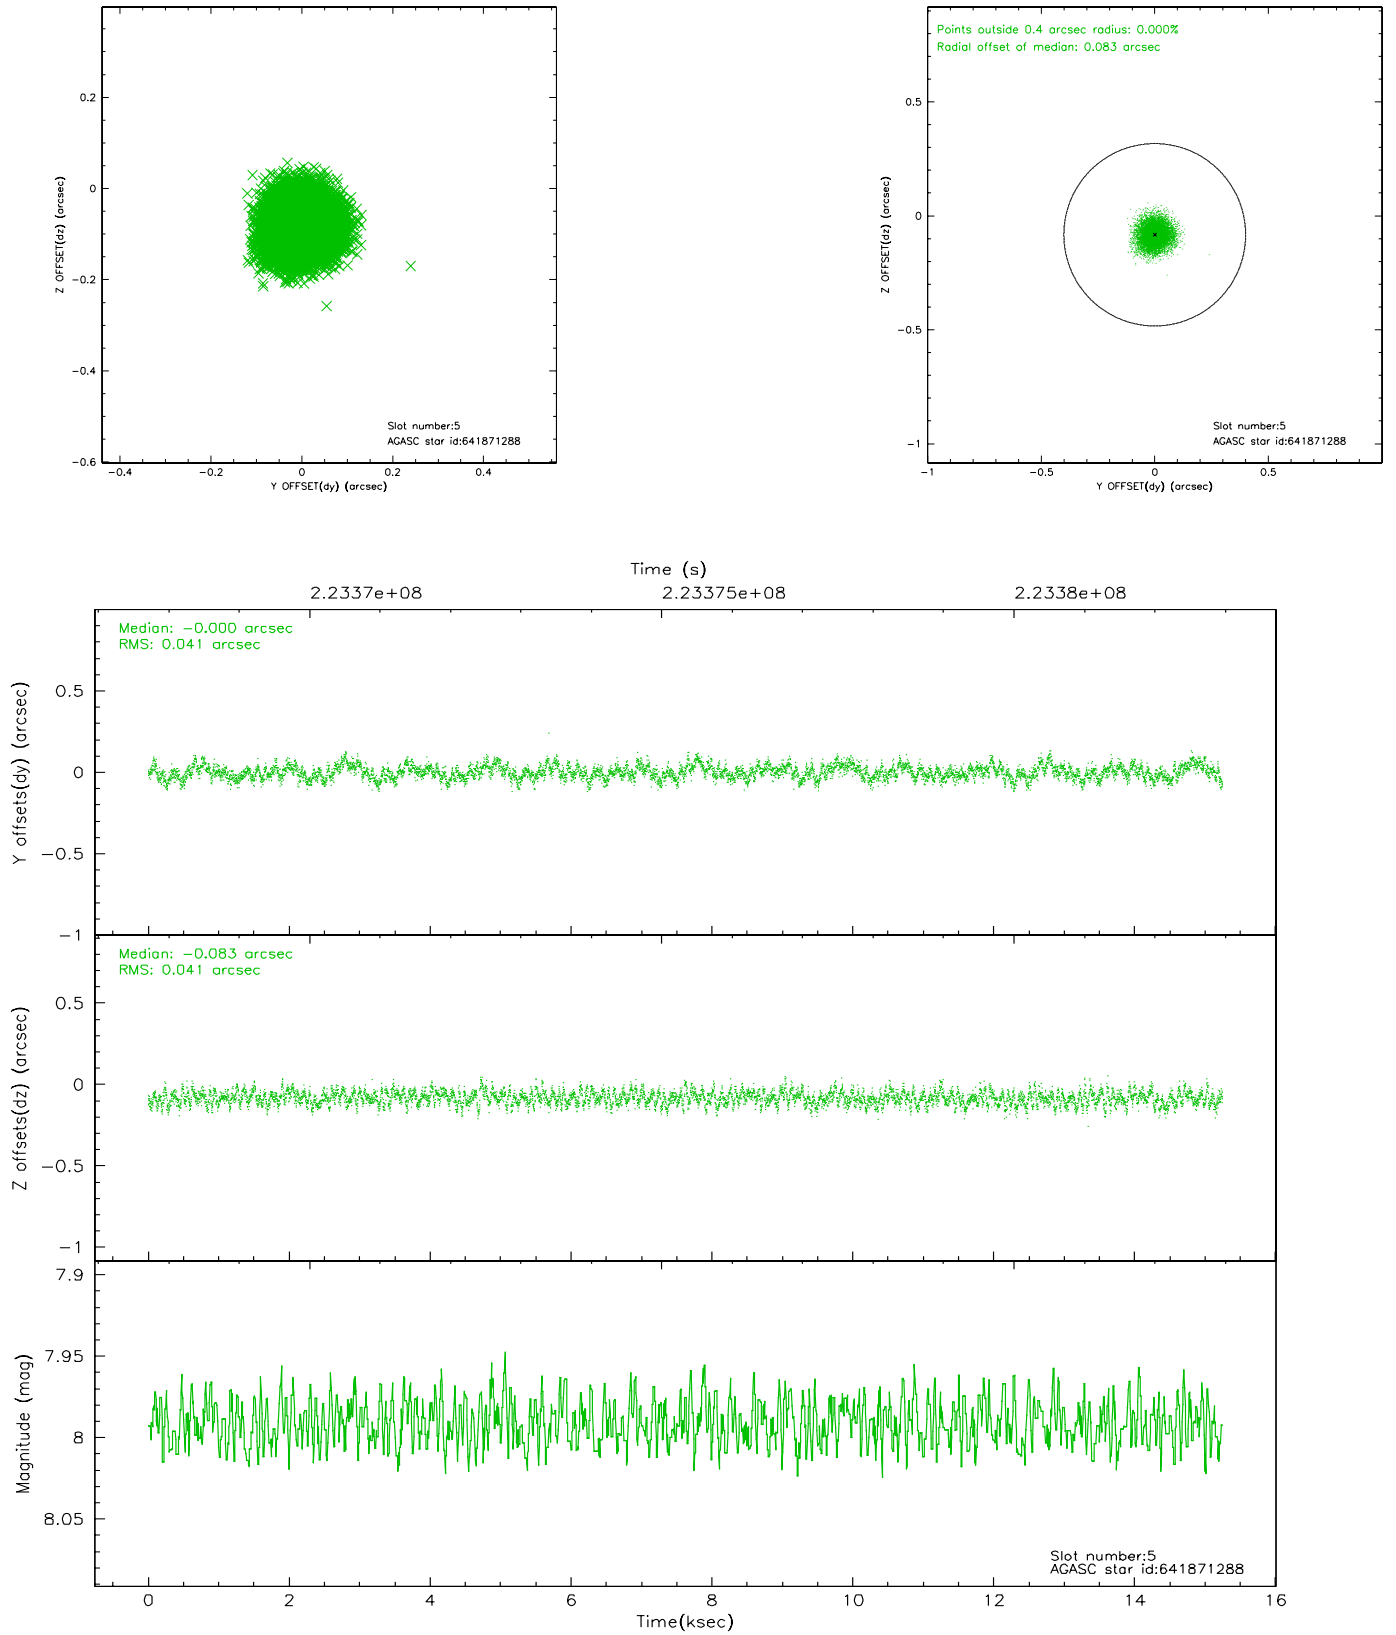 0.2
0
−0.2
−0.4
−0.6
−0.4
−0.2
0
0.2
0.4
Z OFFSET(dz) (arcsec)
Y OFFSET(dy) (arcsec)
Slot number:5
AGASC star id:641871288
Points outside 0.4 arcsec radius: 0.000%
Radial offset of median: 0.083 arcsec
0.5
0
−0.5
−1
−1
−0.5
0
0.5
Z OFFSET(dz) (arcsec)
Y OFFSET(dy) (arcsec)
Slot number:5
AGASC star id:641871288
Time (s)
2.2337e+08
2.23375e+08
2.2338e+08
Median: −0.000 arcsec
RMS: 0.041 arcsec
0.5
0
−0.5
−1
Y offsets(dy) (arcsec)
Median: −0.083 arcsec
RMS: 0.041 arcsec
0.5
0
−0.5
−1
Z offsets(dz) (arcsec)
7.9
7.95
8
8.05
Magnitude (mag)
Slot number:5
AGASC star id:641871288
0
2
4
6
8
10
12
14
16
Time(ksec)